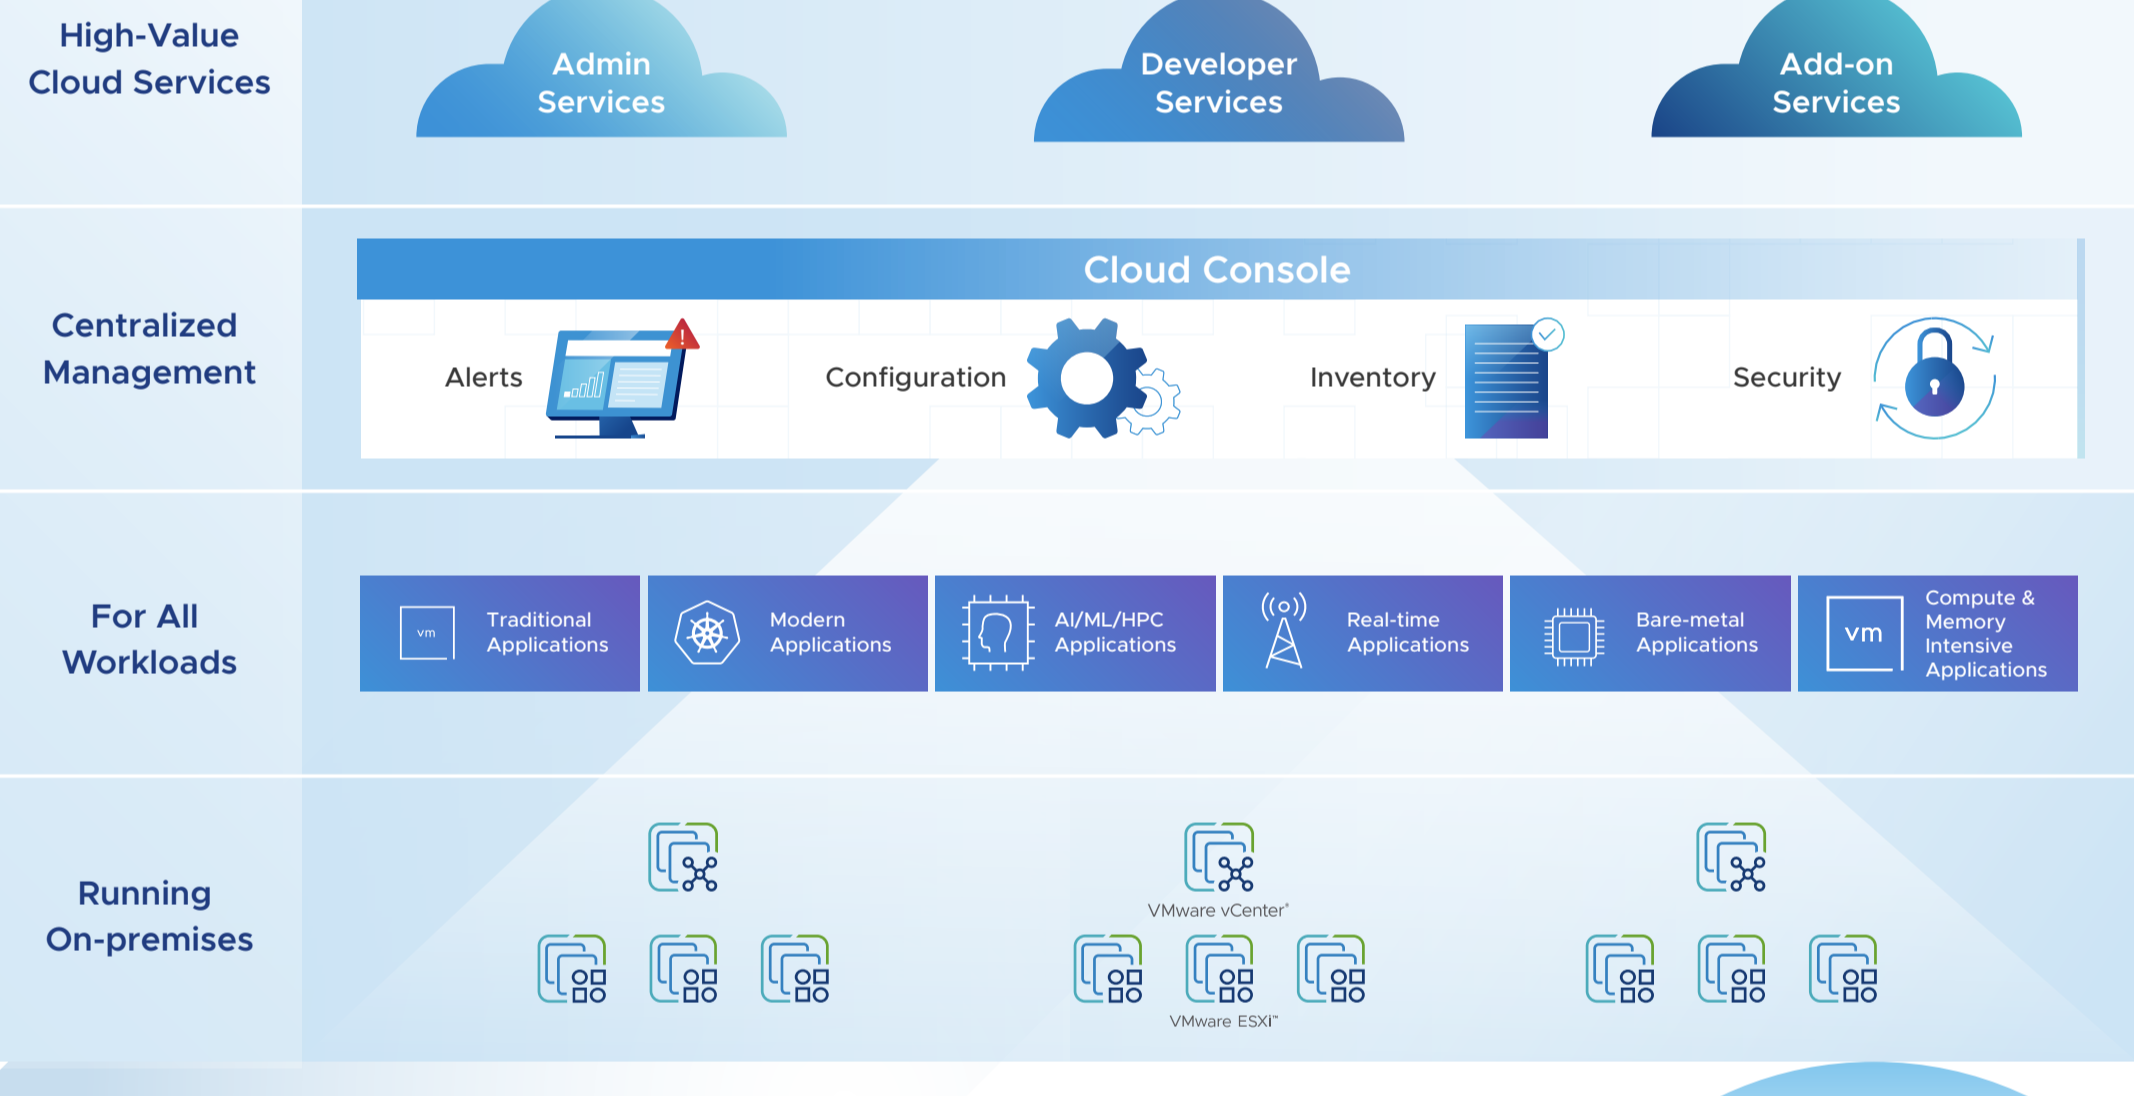 High-Value
Cloud Services
Admin
Services
Developer
Services
Add-on
Services
Centralized
Management
Cloud Console
Alerts
!
Configuration
Inventory
Security
For All
Workloads
vm
Traditional
Applications
Modern
Applications
AI/ML/HPC
Applications
Real-time
Applications
Bare-metal
Applications
vm
Compute &
Memory
Intensive
Applications
Running
On-premises
VMware vCenter®
VMware ESXi™